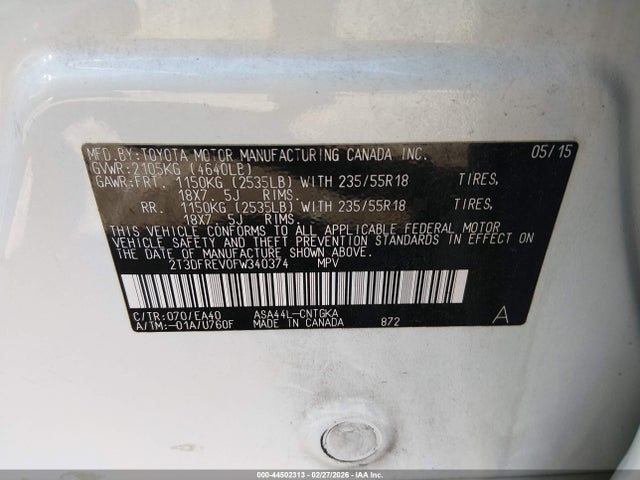 MFD.BY:TOYOTA MOTOR MANUFACTURING CANADA INC. 05/15
GVWR:2105KG (4640LB)
GAWR:FRT. 1150KG (2535LB) WITH 235/55R18 TIRES,
18X7.5J RIMS.
RR. 1150KG (2535LB) WITH 235/55R18 TIRES,
18X7.5J RIMS.
THIS VEHICLE CONFORMS TO ALL APPLICABLE FEDERAL MOTOR
VEHICLE SAFETY AND THEFT PREVENTION STANDARDS IN EFFECT ON
THE DATE OF MANUFACTURE SHOWN ABOVE.
2T3DFREV0FW340374 MPV
C/TR:070/EA40 ASA44L-CNTGKA
A/TM:-01A/U760F MADE IN CANADA 872 A
000-44502313 - 02/27/2026 - IAA Inc.